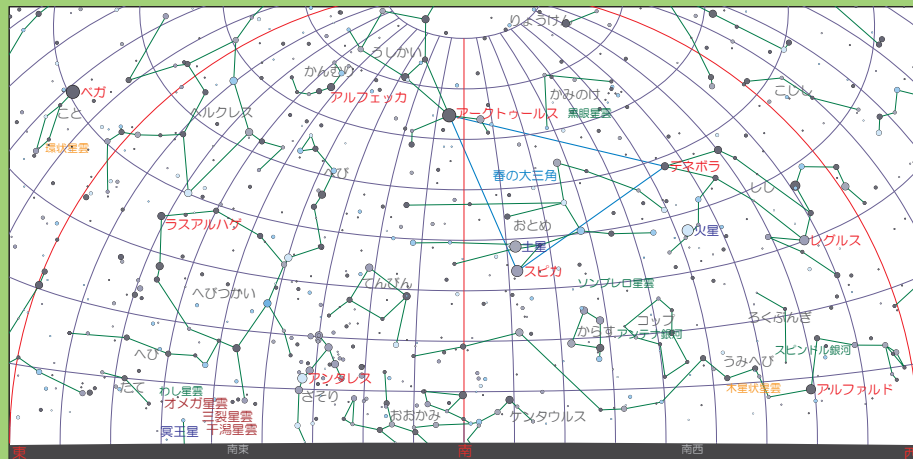 りょうけん
うしかい
かんむり
ベガ
アルフェッカ
かみのけ
こじし
こと
ヘルクレス
アークトゥールス
黒眼星雲
環状星雲
へび
春の大三角
デネボラ
しし
ラスアルハゲ
おとめ
火星
レグルス
土星
スピカ
てんびん
ソンブレロ星雲
へびつかい
コップ
ろくぶんぎ
からす
アンテナ銀河
へび
うみへび
スピンドル銀河
たて
わし星雲
アンタレス
木星状星雲
アルファルド
さそり
オメガ星雲
三裂星雲
おおかみ
ケンタウルス
冥王星
干潟星雲
東
南東
南
南西
西